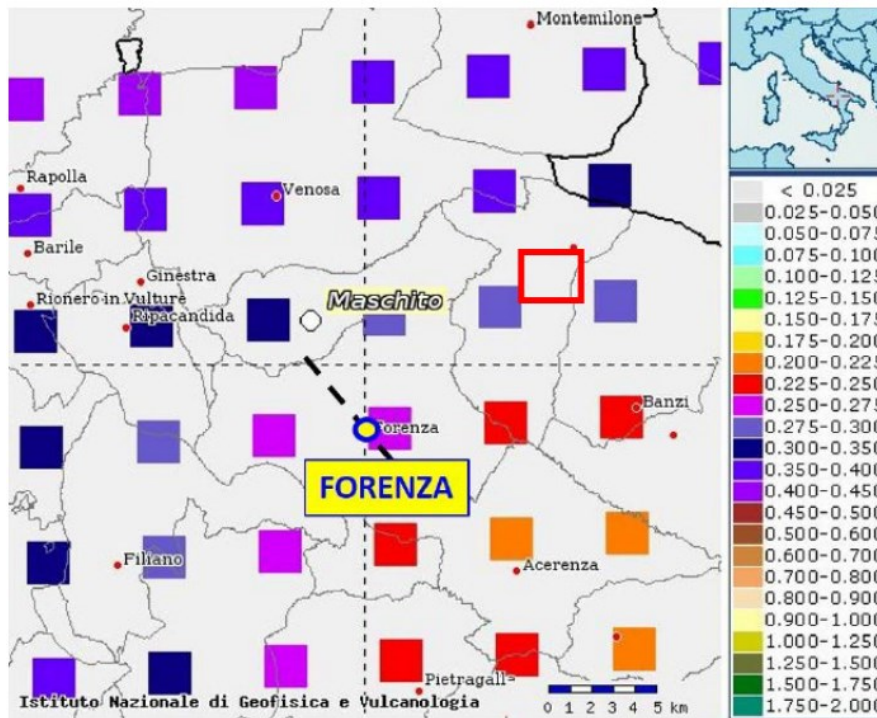 Montemilone
Rapolla
Venosa
Barile
Ginestra
Rionero in Vulture
Maschito
Ripacandida
Banzi
Forenza
FORENZA
Filiano
Acerenza
Pietragall
Istituto Nazionale di Geofisica e Vulcanologia
0 1 2 3 4 5 km
< 0.025
0.025-0.050
0.050-0.075
0.075-0.100
0.100-0.125
0.125-0.150
0.150-0.175
0.175-0.200
0.200-0.225
0.225-0.250
0.250-0.275
0.275-0.300
0.300-0.350
0.350-0.400
0.400-0.450
0.450-0.500
0.500-0.600
0.600-0.700
0.700-0.800
0.800-0.900
0.900-1.000
1.000-1.250
1.250-1.500
1.500-1.750
1.750-2.000